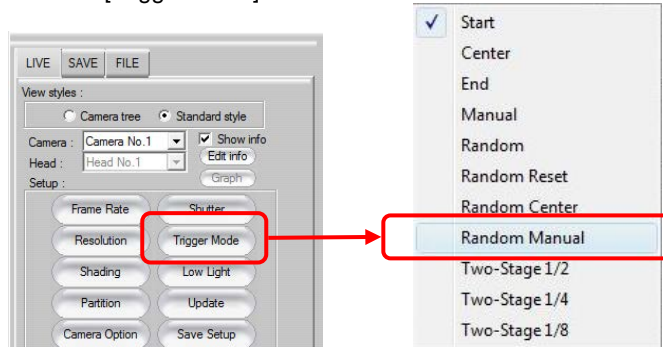 LIVE SAVE FILE
View styles :
Camera tree Standard style
Camera : Camera No.1 Show info
Head : Head No.1 Edit info
Setup : Graph
Frame Rate Shutter
Resolution Trigger Mode
Shading Low Light
Partition Update
Camera Option Save Setup
Start
Center
End
Manual
Random
Random Reset
Random Center
Random Manual
Two-Stage 1/2
Two-Stage 1/4
Two-Stage 1/8